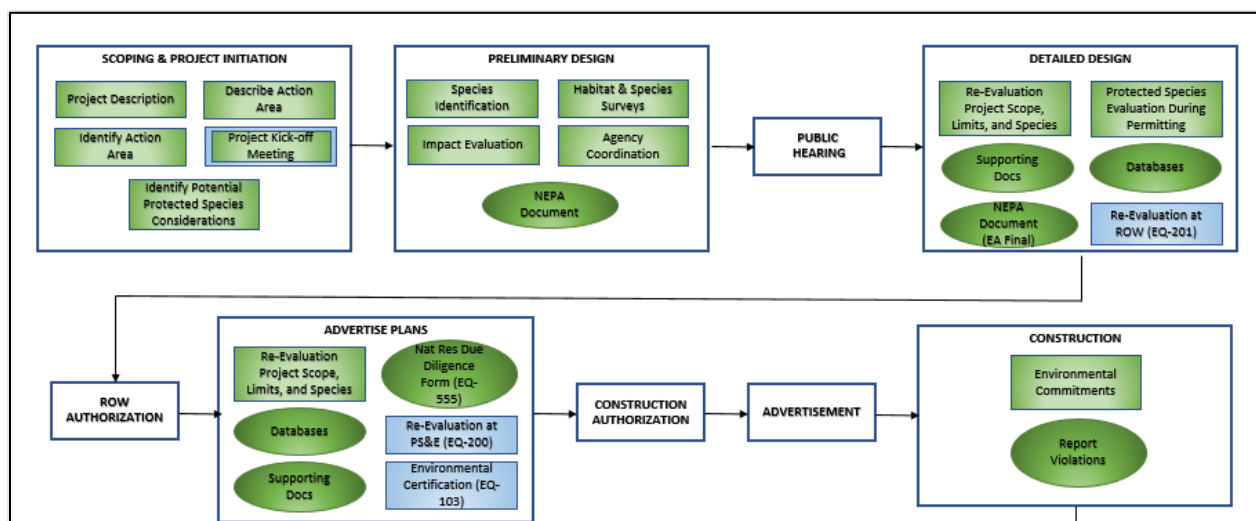 SCOPING & PROJECT INITIATION
Project Description
Describe Action
Area
Identify Action
Area
Project Kick-off
Meeting
Identify Potential
Protected Species
Considerations
PRELIMINARY DESIGN
Species
Identification
Habitat & Species
Surveys
Impact Evaluation
Agency
Coordination
NEPA
Document
PUBLIC
HEARING
DETAILED DESIGN
Re-Evaluation
Project Scope,
Limits, and Species
Protected Species
Evaluation During
Permitting
Supporting
Docs
Databases
NEPA
Document
(EA Final)
Re-Evaluation at
ROW (EQ-201)
ROW
AUTHORIZATION
ADVERTISE PLANS
Re-Evaluation
Project Scope,
Limits, and Species
Nat Res Due
Diligence
Form (EQ-
555)
Databases
Re-Evaluation at
PS&E (EQ-200)
Supporting
Docs
Environmental
Certification (EQ-
103)
CONSTRUCTION
AUTHORIZATION
ADVERTISEMENT
CONSTRUCTION
Environmental
Commitments
Report
Violations